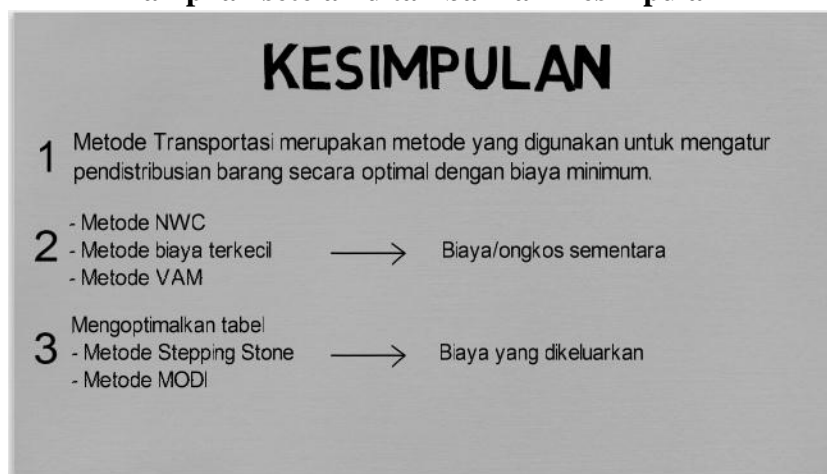 KESIMPULAN
1 Metode Transportasi merupakan metode yang digunakan untuk mengatur
pendistribusian barang secara optimal dengan biaya minimum.
2 - Metode NWC
- Metode biaya terkecil → Biaya/ongkos sementara
- Metode VAM
3 Mengoptimalkan tabel
- Metode Stepping Stone → Biaya yang dikeluarkan
- Metode MODI